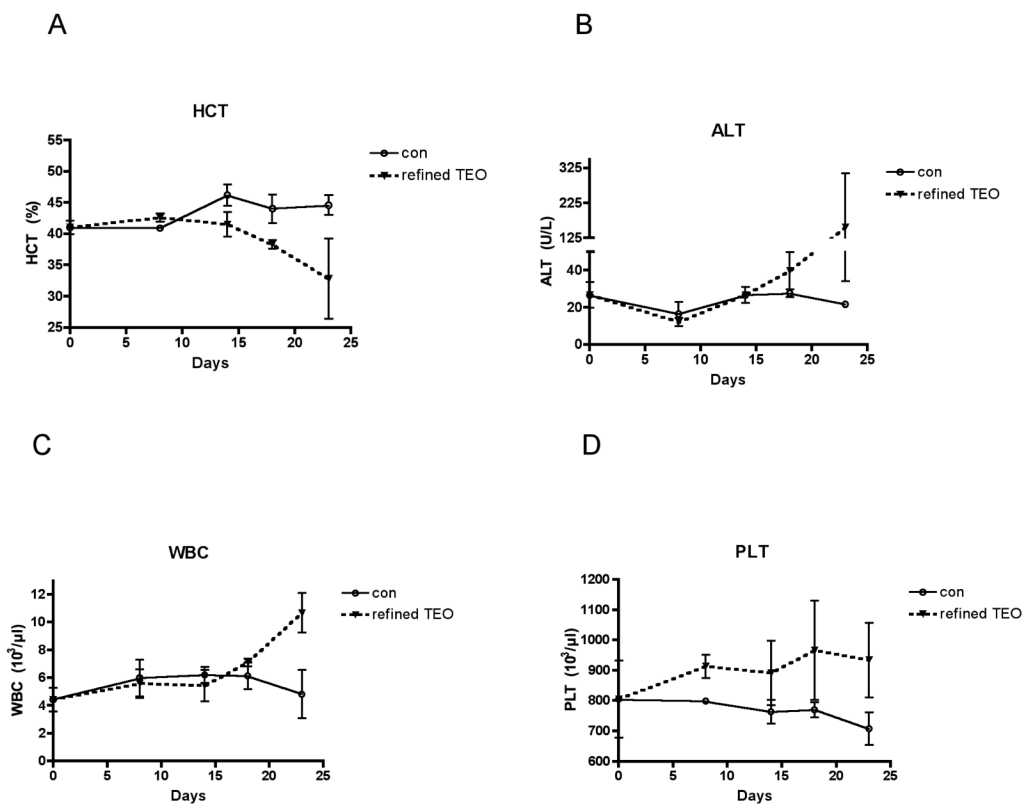 A
HCT
HCT (%)
55
50
45
40
35
30
25
0 5 10 15 20 25
Days
con
refined TEO
B
ALT
ALT (U/L)
325
225
125
40
20
0
0 5 10 15 20 25
Days
con
refined TEO
C
WBC
WBC (10³/µl)
12
10
8
6
4
2
0
0 5 10 15 20 25
Days
con
refined TEO
D
PLT
PLT (10³/µl)
1200
1100
1000
900
800
700
600
0 5 10 15 20 25
Days
con
refined TEO